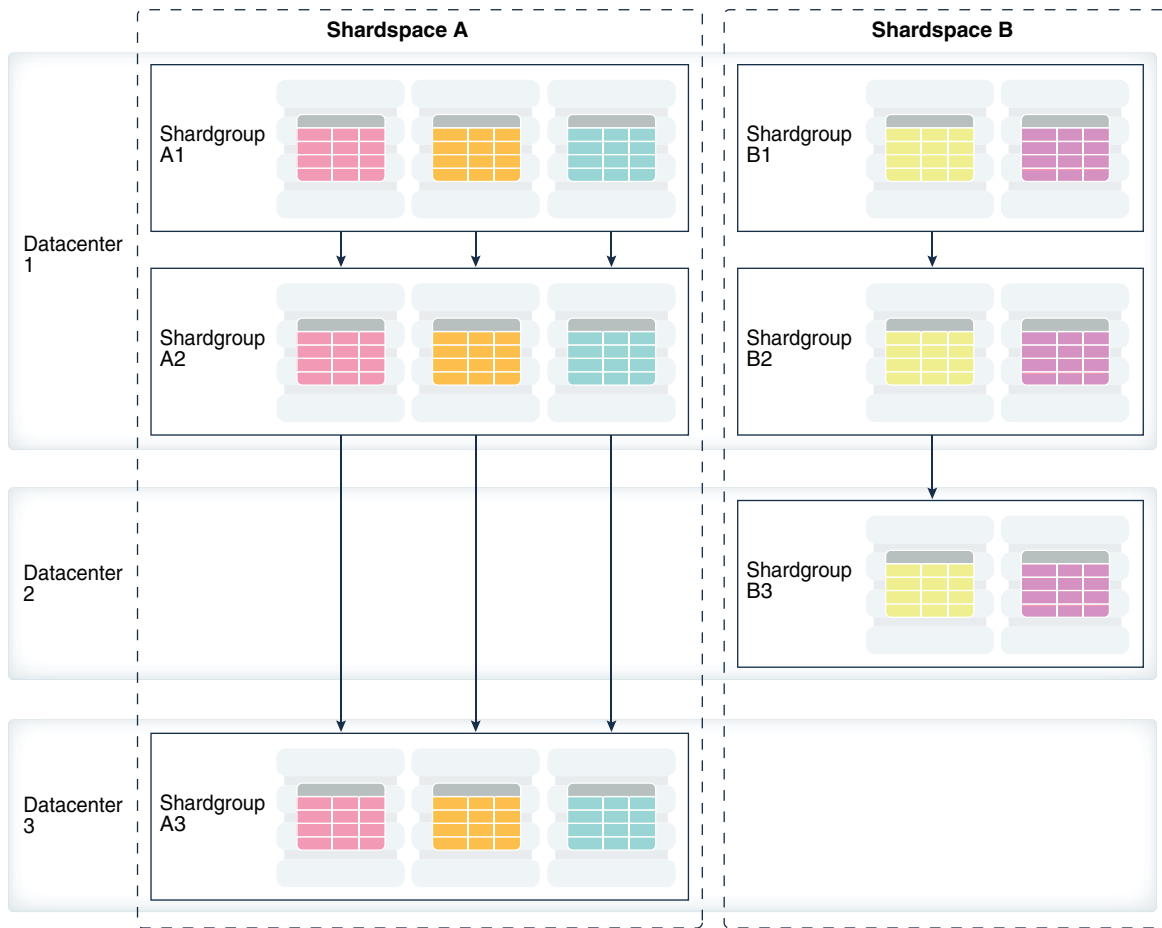 Shardspace A
Shardspace B
Datacenter
1
Shardgroup
A1
Shardgroup
B1
Shardgroup
A2
Shardgroup
B2
Datacenter
2
Shardgroup
B3
Datacenter
3
Shardgroup
A3